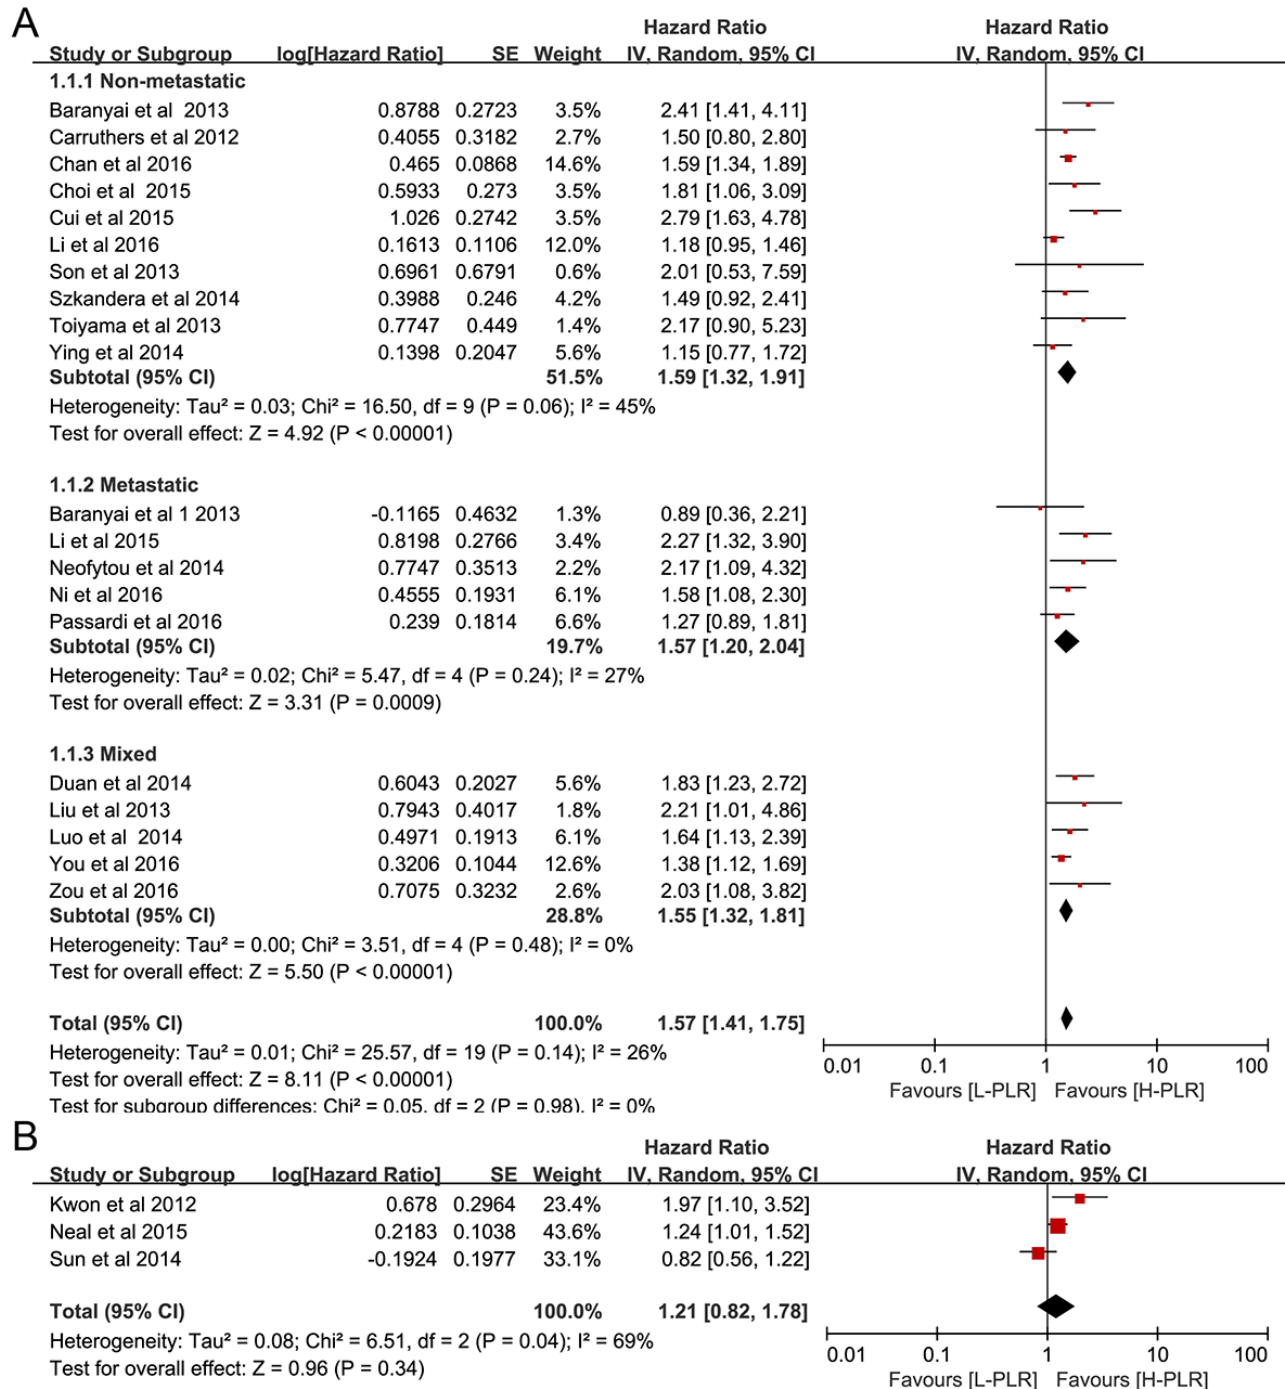 A
Hazard Ratio Hazard Ratio
Study or Subgroup log[Hazard Ratio] SE Weight IV, Random, 95% CI IV, Random, 95% CI
1.1.1 Non-metastatic
Baranyai et al 2013 0.8788 0.2723 3.5% 2.41 [1.41, 4.11]
Carruthers et al 2012 0.4055 0.3182 2.7% 1.50 [0.80, 2.80]
Chan et al 2016 0.465 0.0868 14.6% 1.59 [1.34, 1.89]
Choi et al 2015 0.5933 0.273 3.5% 1.81 [1.06, 3.09]
Cui et al 2015 1.026 0.2742 3.5% 2.79 [1.63, 4.78]
Li et al 2016 0.1613 0.1106 12.0% 1.18 [0.95, 1.46]
Son et al 2013 0.6961 0.6791 0.6% 2.01 [0.53, 7.59]
Szkandera et al 2014 0.3988 0.246 4.2% 1.49 [0.92, 2.41]
Toiyama et al 2013 0.7747 0.449 1.4% 2.17 [0.90, 5.23]
Ying et al 2014 0.1398 0.2047 5.6% 1.15 [0.77, 1.72]
Subtotal (95% CI) 51.5% 1.59 [1.32, 1.91]
Heterogeneity: Tau² = 0.03; Chi² = 16.50, df = 9 (P = 0.06); I² = 45%
Test for overall effect: Z = 4.92 (P < 0.00001)
1.1.2 Metastatic
Baranyai et al 1 2013 -0.1165 0.4632 1.3% 0.89 [0.36, 2.21]
Li et al 2015 0.8198 0.2766 3.4% 2.27 [1.32, 3.90]
Neofytou et al 2014 0.7747 0.3513 2.2% 2.17 [1.09, 4.32]
Ni et al 2016 0.4555 0.1931 6.1% 1.58 [1.08, 2.30]
Passardi et al 2016 0.239 0.1814 6.6% 1.27 [0.89, 1.81]
Subtotal (95% CI) 19.7% 1.57 [1.20, 2.04]
Heterogeneity: Tau² = 0.02; Chi² = 5.47, df = 4 (P = 0.24); I² = 27%
Test for overall effect: Z = 3.31 (P = 0.0009)
1.1.3 Mixed
Duan et al 2014 0.6043 0.2027 5.6% 1.83 [1.23, 2.72]
Liu et al 2013 0.7943 0.4017 1.8% 2.21 [1.01, 4.86]
Luo et al 2014 0.4971 0.1913 6.1% 1.64 [1.13, 2.39]
You et al 2016 0.3206 0.1044 12.6% 1.38 [1.12, 1.69]
Zou et al 2016 0.7075 0.3232 2.6% 2.03 [1.08, 3.82]
Subtotal (95% CI) 28.8% 1.55 [1.32, 1.81]
Heterogeneity: Tau² = 0.00; Chi² = 3.51, df = 4 (P = 0.48); I² = 0%
Test for overall effect: Z = 5.50 (P < 0.00001)
Total (95% CI) 100.0% 1.57 [1.41, 1.75]
Heterogeneity: Tau² = 0.01; Chi² = 25.57, df = 19 (P = 0.14); I² = 26%
0.01 0.1 1 10 100
Test for overall effect: Z = 8.11 (P < 0.00001)
Favours [L-PLR] Favours [H-PLR]
Test for subgroup differences: Chi² = 0.05, df = 2 (P = 0.98), I² = 0%
B
Hazard Ratio Hazard Ratio
Study or Subgroup log[Hazard Ratio] SE Weight IV, Random, 95% CI IV, Random, 95% CI
Kwon et al 2012 0.678 0.2964 23.4% 1.97 [1.10, 3.52]
Neal et al 2015 0.2183 0.1038 43.6% 1.24 [1.01, 1.52]
Sun et al 2014 -0.1924 0.1977 33.1% 0.82 [0.56, 1.22]
Total (95% CI) 100.0% 1.21 [0.82, 1.78]
Heterogeneity: Tau² = 0.08; Chi² = 6.51, df = 2 (P = 0.04); I² = 69%
0.01 0.1 1 10 100
Test for overall effect: Z = 0.96 (P = 0.34)
Favours [L-PLR] Favours [H-PLR]